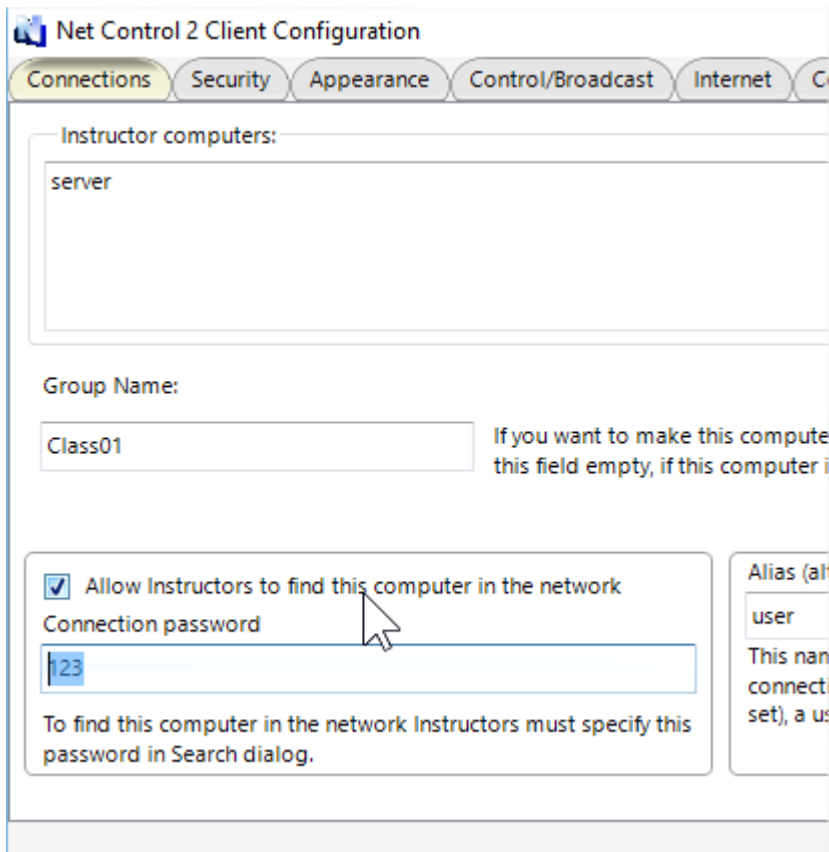 Net Control 2 Client Configuration
Connections Security Appearance Control/Broadcast Internet
Instructor computers:
server
Group Name:
Class01
If you want to make this compute
this field empty, if this computer i
Allow Instructors to find this computer in the network
Connection password
123
To find this computer in the network Instructors must specify this
password in Search dialog.
Alias (al
user
This nan
connecti
set), a us